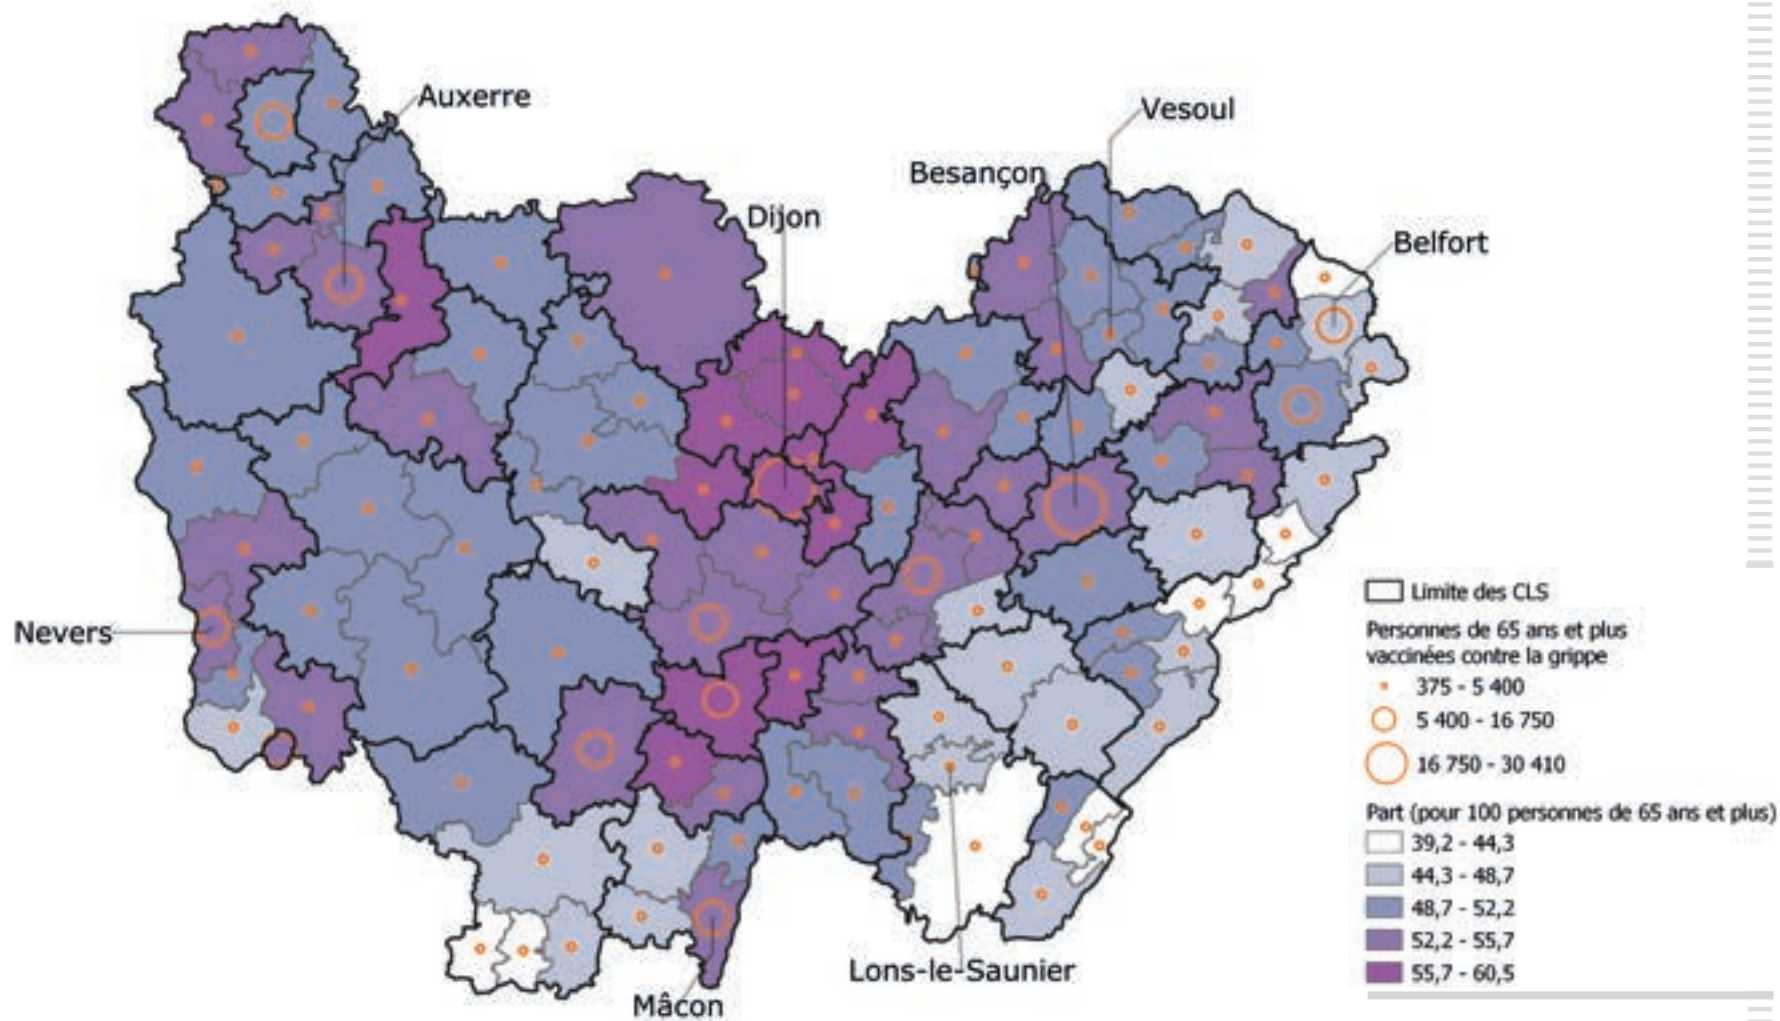 Auxerre
Vesoul
Besançon
Dijon
Belfort
Nevers
Lons-le-Saunier
Mâcon
Limite des CLS
Personnes de 65 ans et plus
vaccinées contre la grippe
375 - 5 400
5 400 - 16 750
16 750 - 30 410
Part (pour 100 personnes de 65 ans et plus)
39,2 - 44,3
44,3 - 48,7
48,7 - 52,2
52,2 - 55,7
55,7 - 60,5